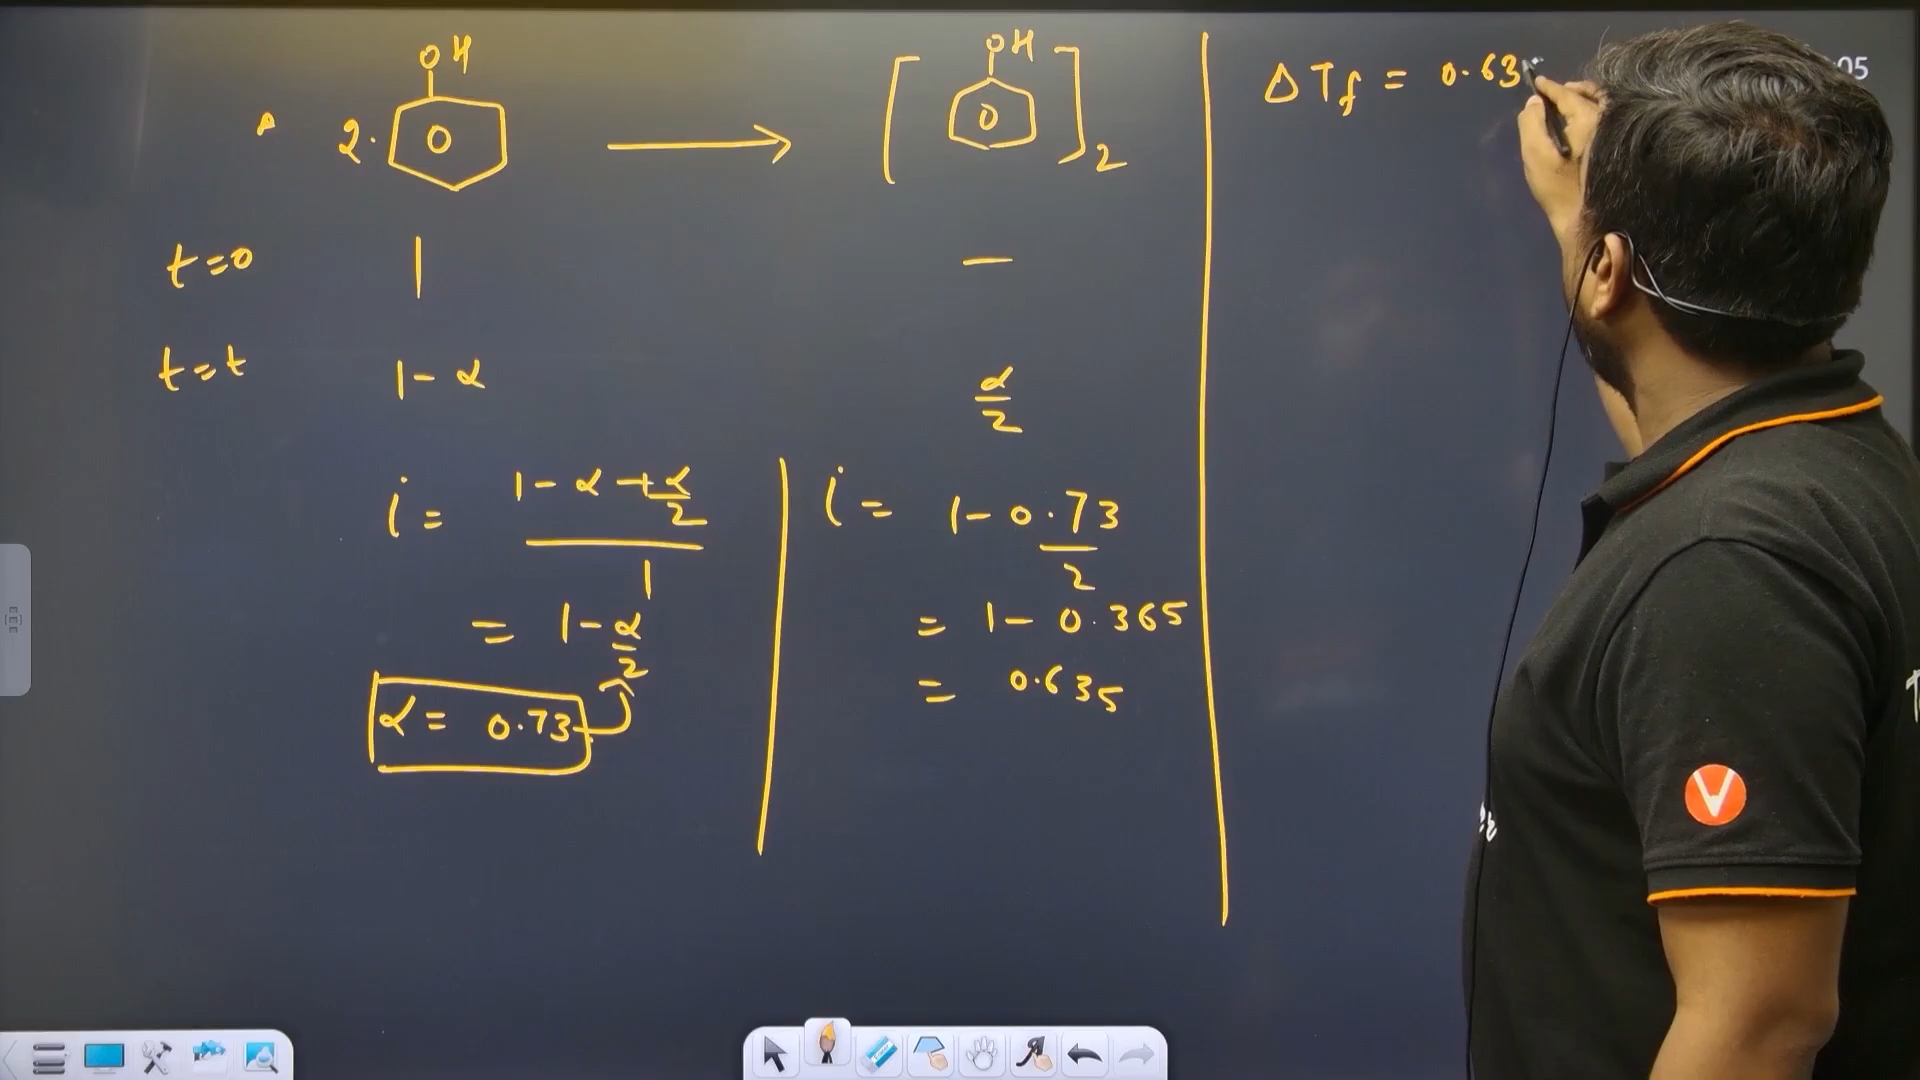 OH
2.
OH
2
t=0 1 —
t=t 1-α α/2
i = (1-α+α/2)/1
= 1-α/2
α = 0.73
i = 1-0.73/2
= 1-0.365
= 0.635
ΔTf = 0.63
05